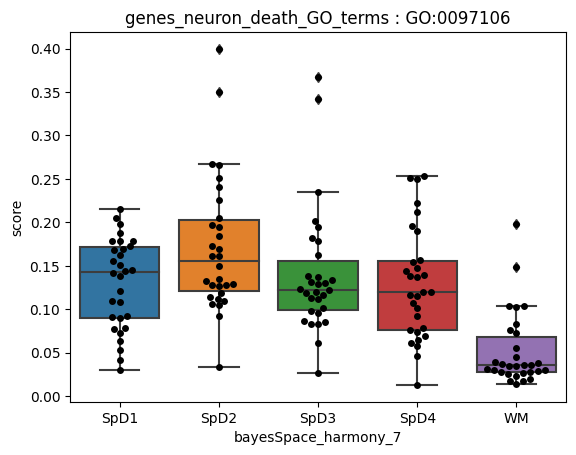 genes_neuron_death_GO_terms : GO:0097106
0.40
0.35
0.30
0.25
0.20
0.15
0.10
0.05
0.00
score
SpD1 SpD2 SpD3 SpD4 WM
bayesSpace_harmony_7